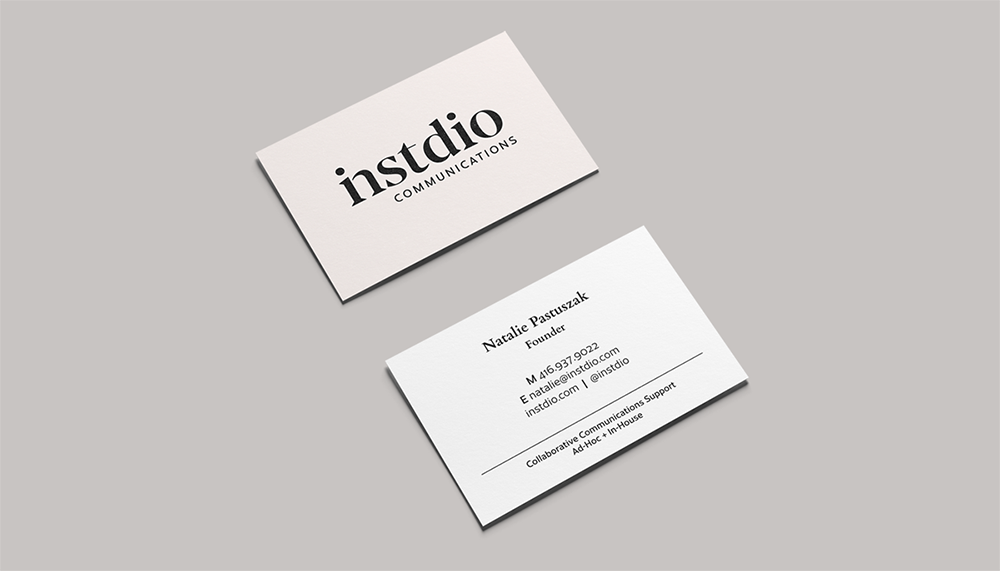 instdio
COMMUNICATIONS
Natalie Pastuszak
Founder
M 416.937.9022
E natalie@instdio.com
instdio.com | @instdio
Collaborative Communications Support
Ad-Hoc + In-House